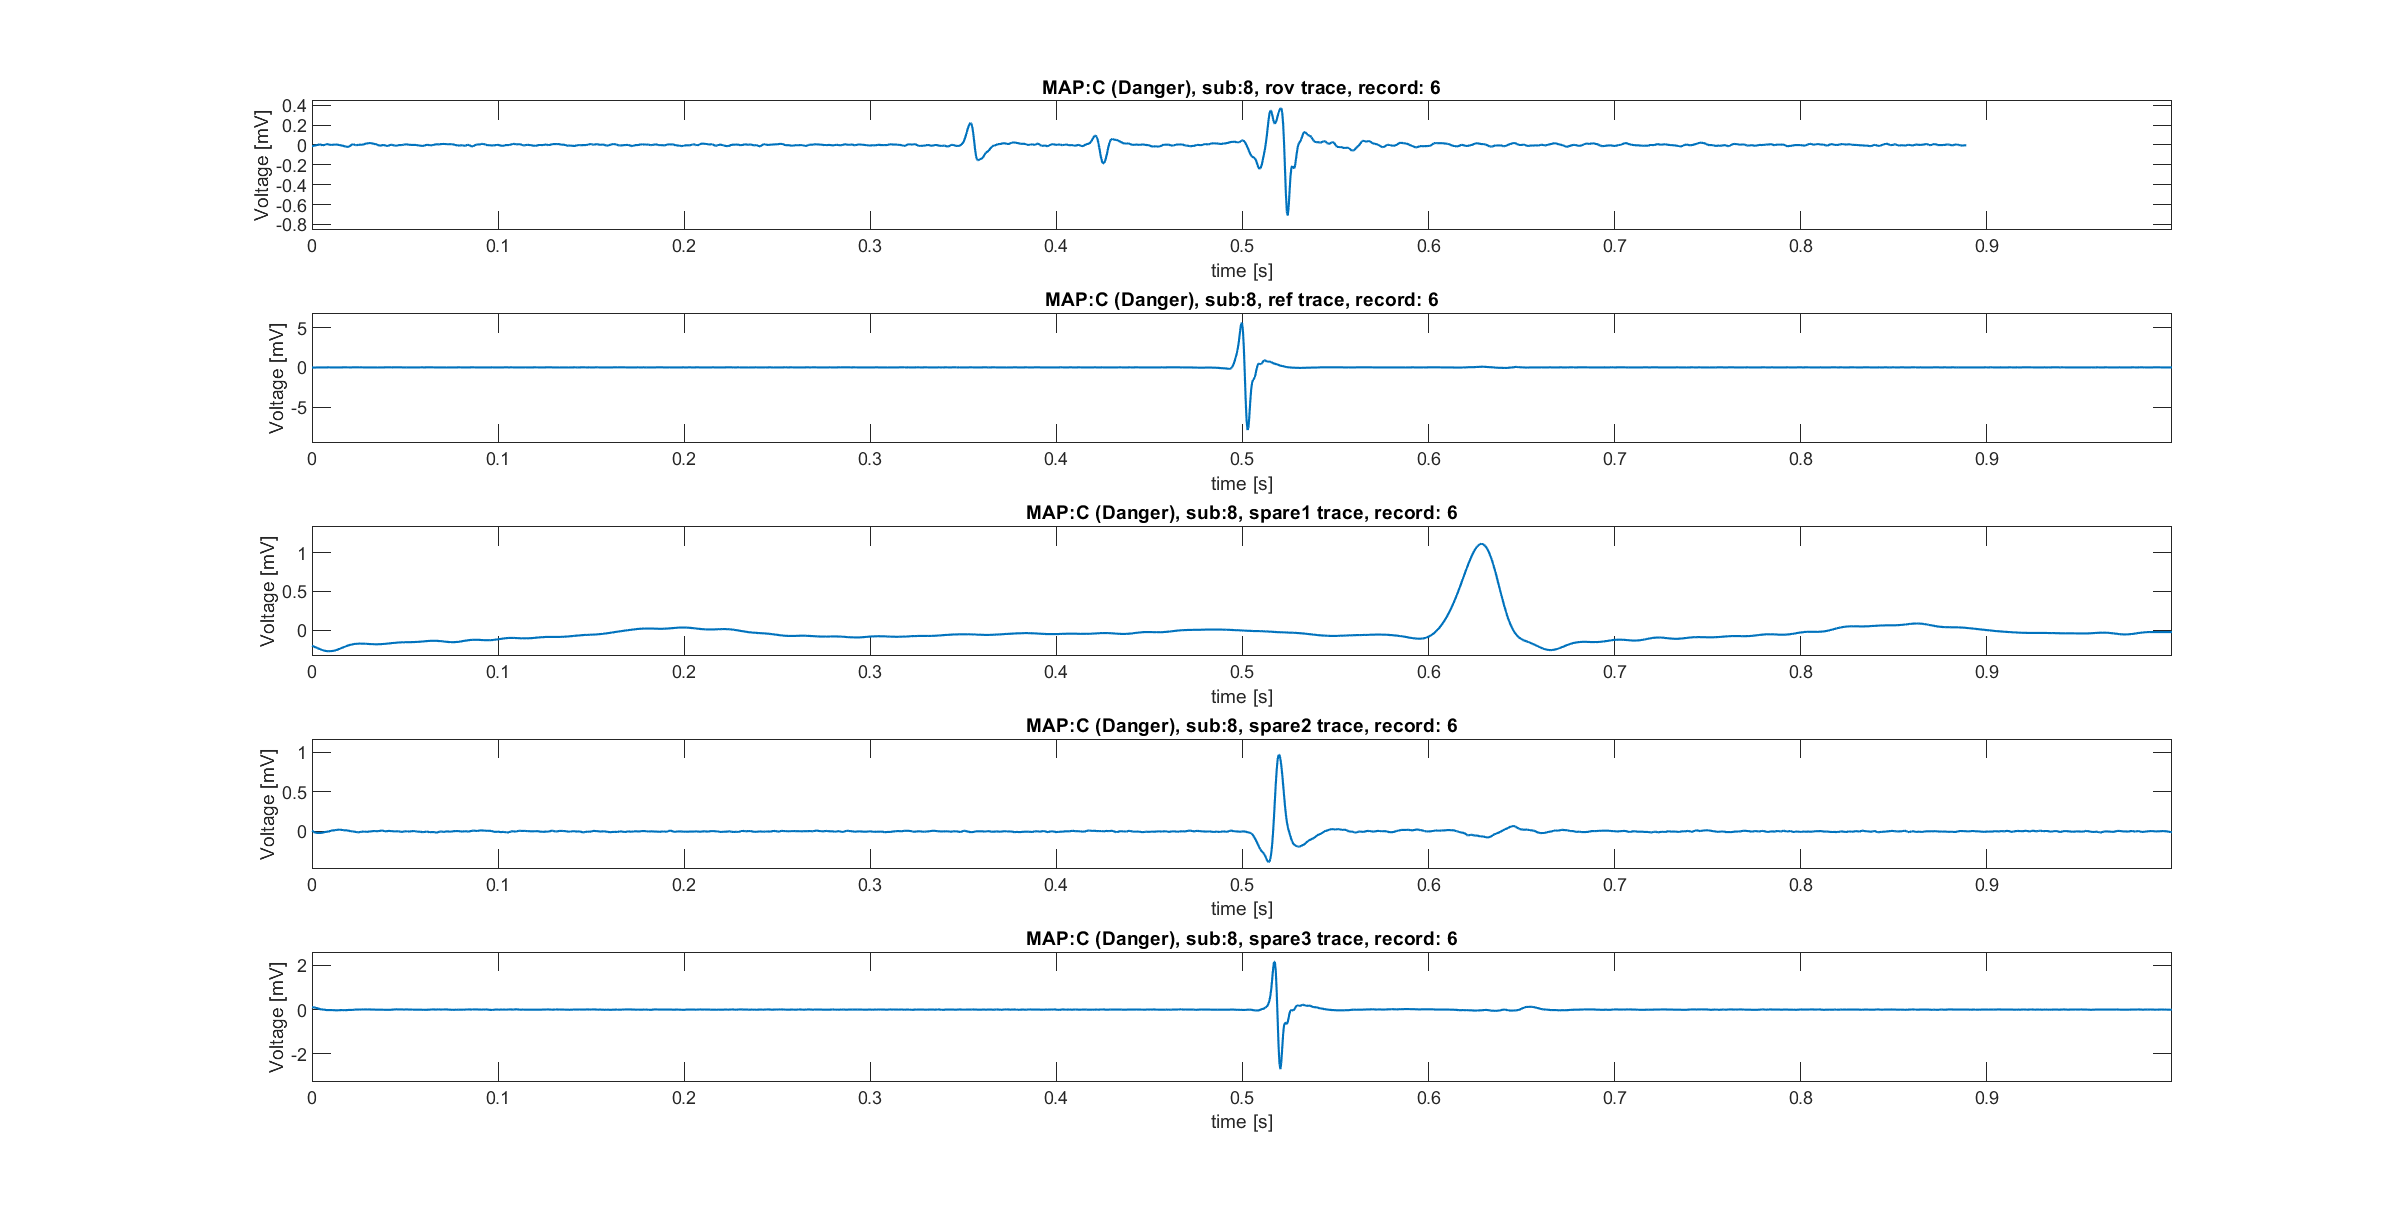 MAP:C (Danger), sub:8, rov trace, record: 6
Voltage [mV]
0.4
0.2
0
-0.2
-0.4
-0.6
-0.8
0 0.1 0.2 0.3 0.4 0.5 0.6 0.7 0.8 0.9
time [s]
MAP:C (Danger), sub:8, ref trace, record: 6
Voltage [mV]
5
0
-5
0 0.1 0.2 0.3 0.4 0.5 0.6 0.7 0.8 0.9
time [s]
MAP:C (Danger), sub:8, spare1 trace, record: 6
Voltage [mV]
1
0.5
0
0 0.1 0.2 0.3 0.4 0.5 0.6 0.7 0.8 0.9
time [s]
MAP:C (Danger), sub:8, spare2 trace, record: 6
Voltage [mV]
1
0.5
0
0 0.1 0.2 0.3 0.4 0.5 0.6 0.7 0.8 0.9
time [s]
MAP:C (Danger), sub:8, spare3 trace, record: 6
Voltage [mV]
2
0
-2
0 0.1 0.2 0.3 0.4 0.5 0.6 0.7 0.8 0.9
time [s]